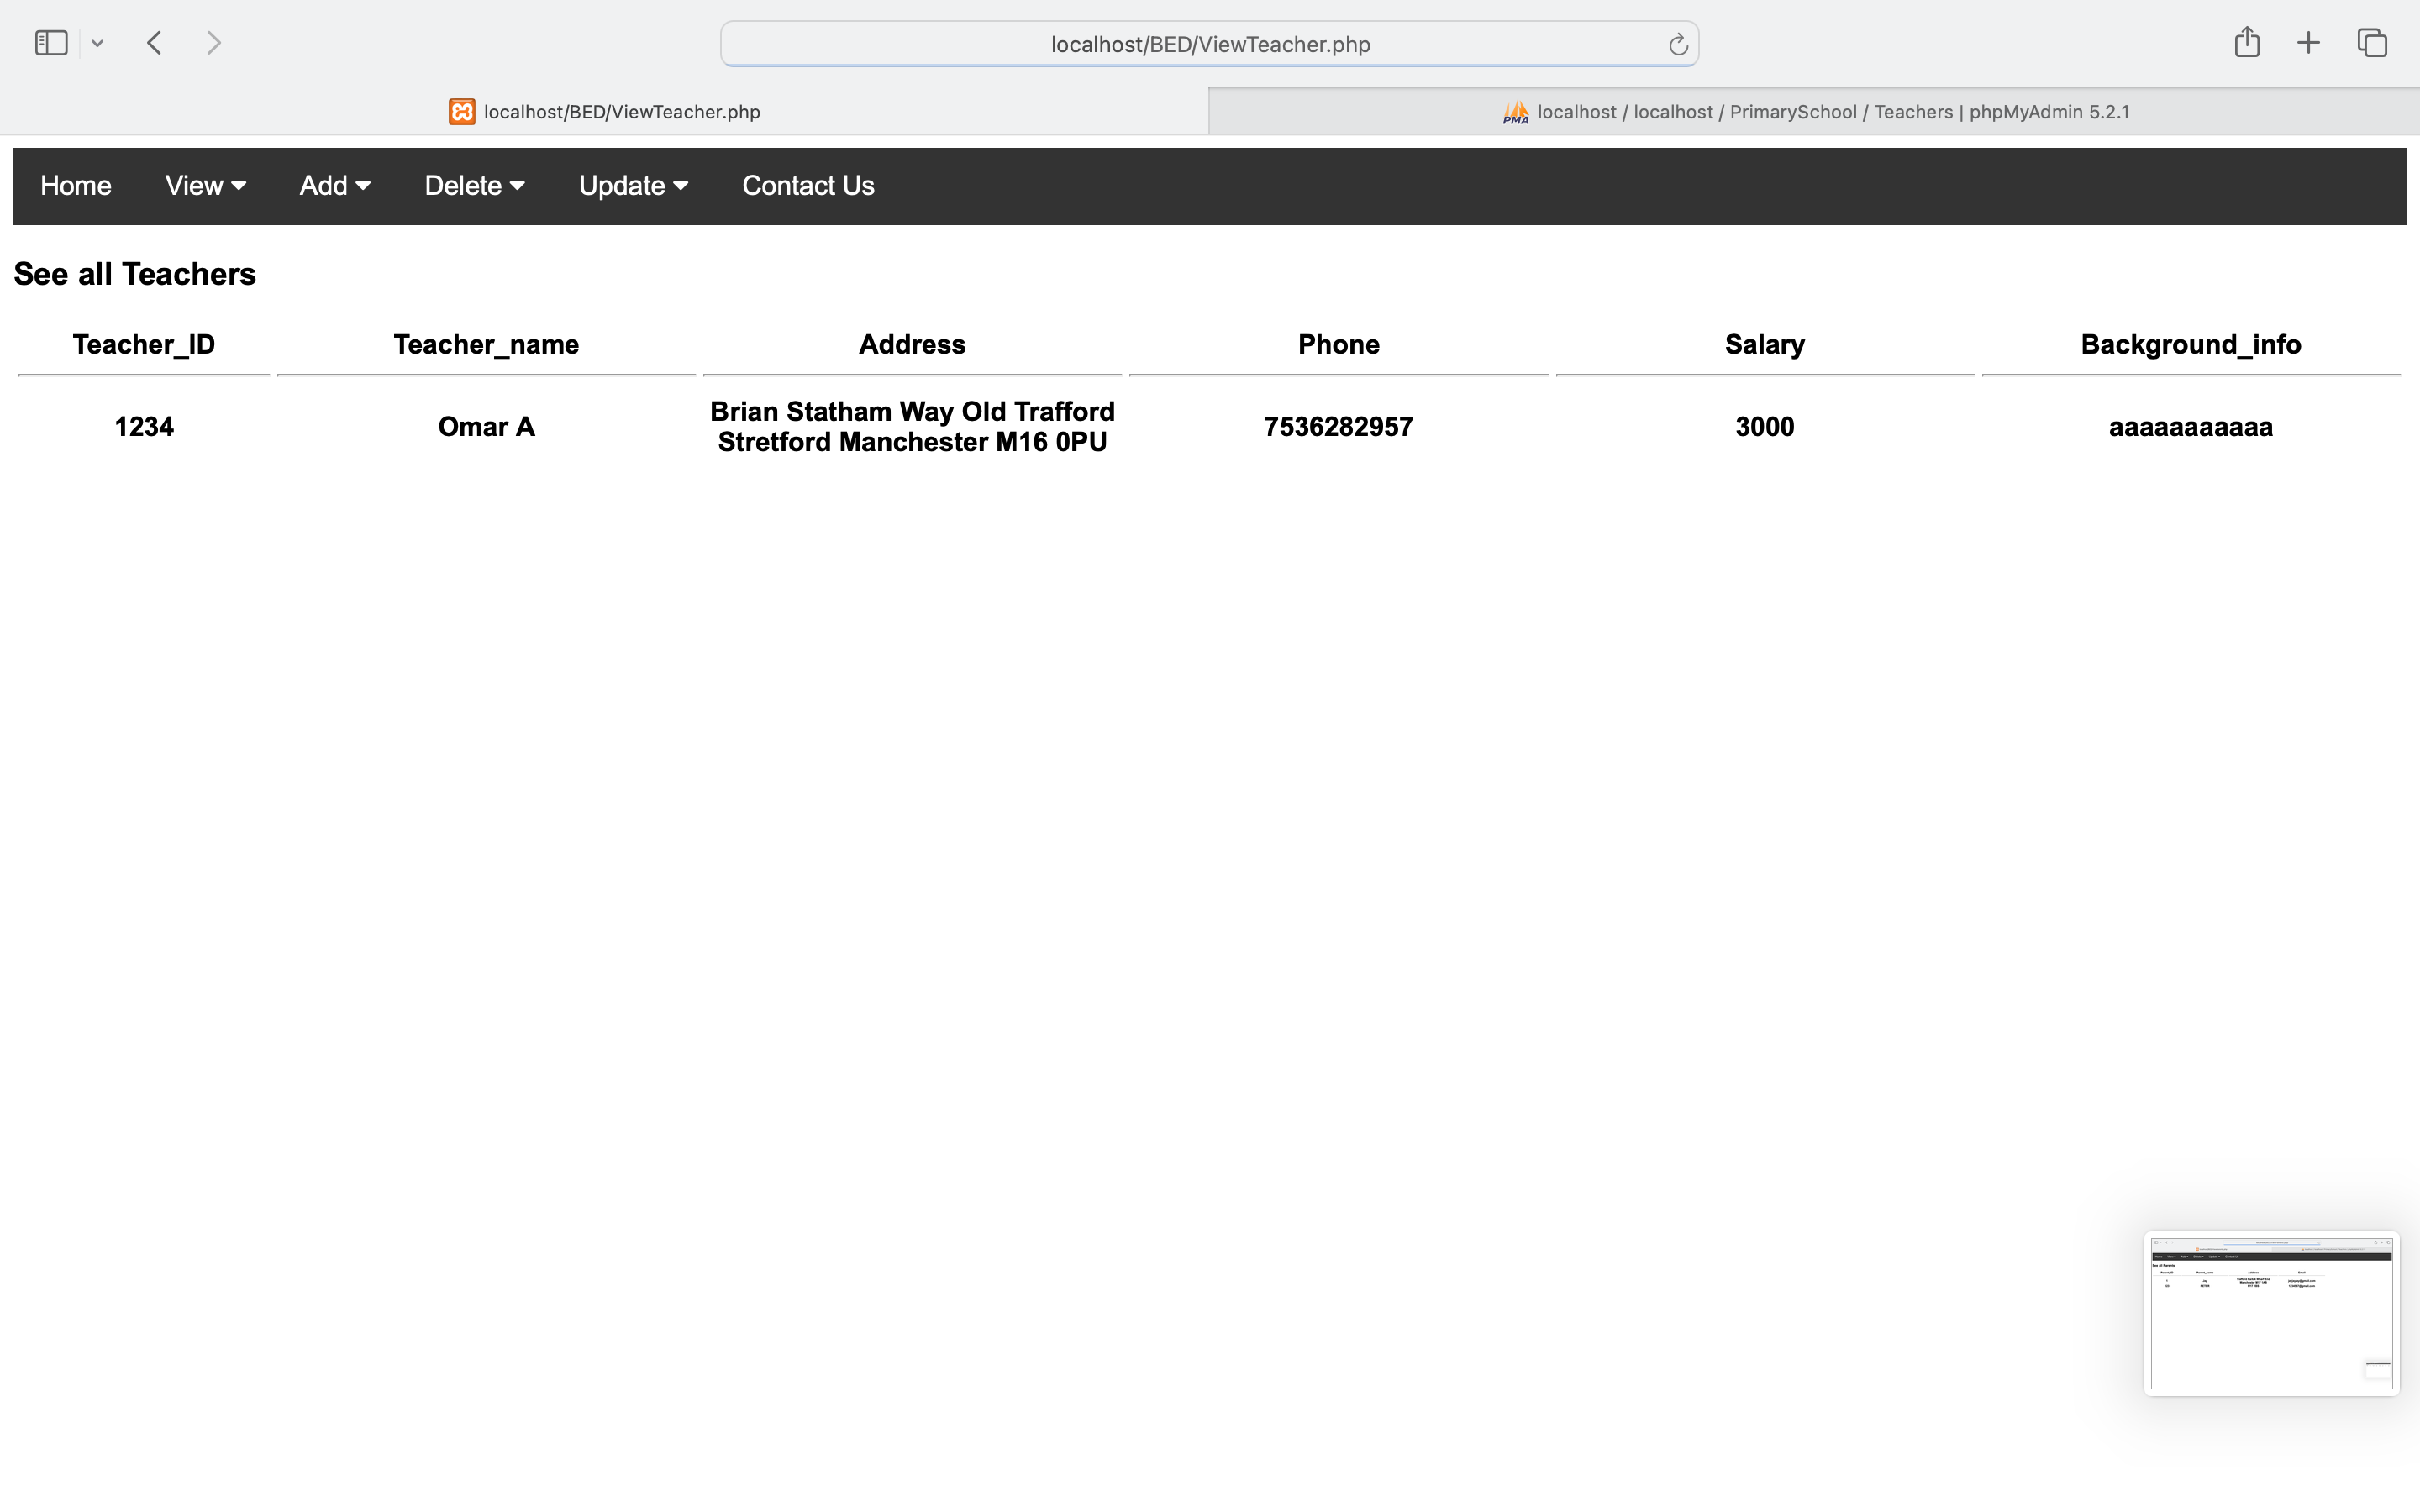 localhost/BED/ViewTeacher.php
localhost/BED/ViewTeacher.php
PMA localhost / localhost / PrimarySchool / Teachers | phpMyAdmin 5.2.1
Home View Add Delete Update Contact Us
See all Teachers
Teacher_ID Teacher_name Address Phone Salary Background_info
1234 Omar A Brian Statham Way Old Trafford 7536282957 3000 aaaaaaaaaaa
Stretford Manchester M16 0PU